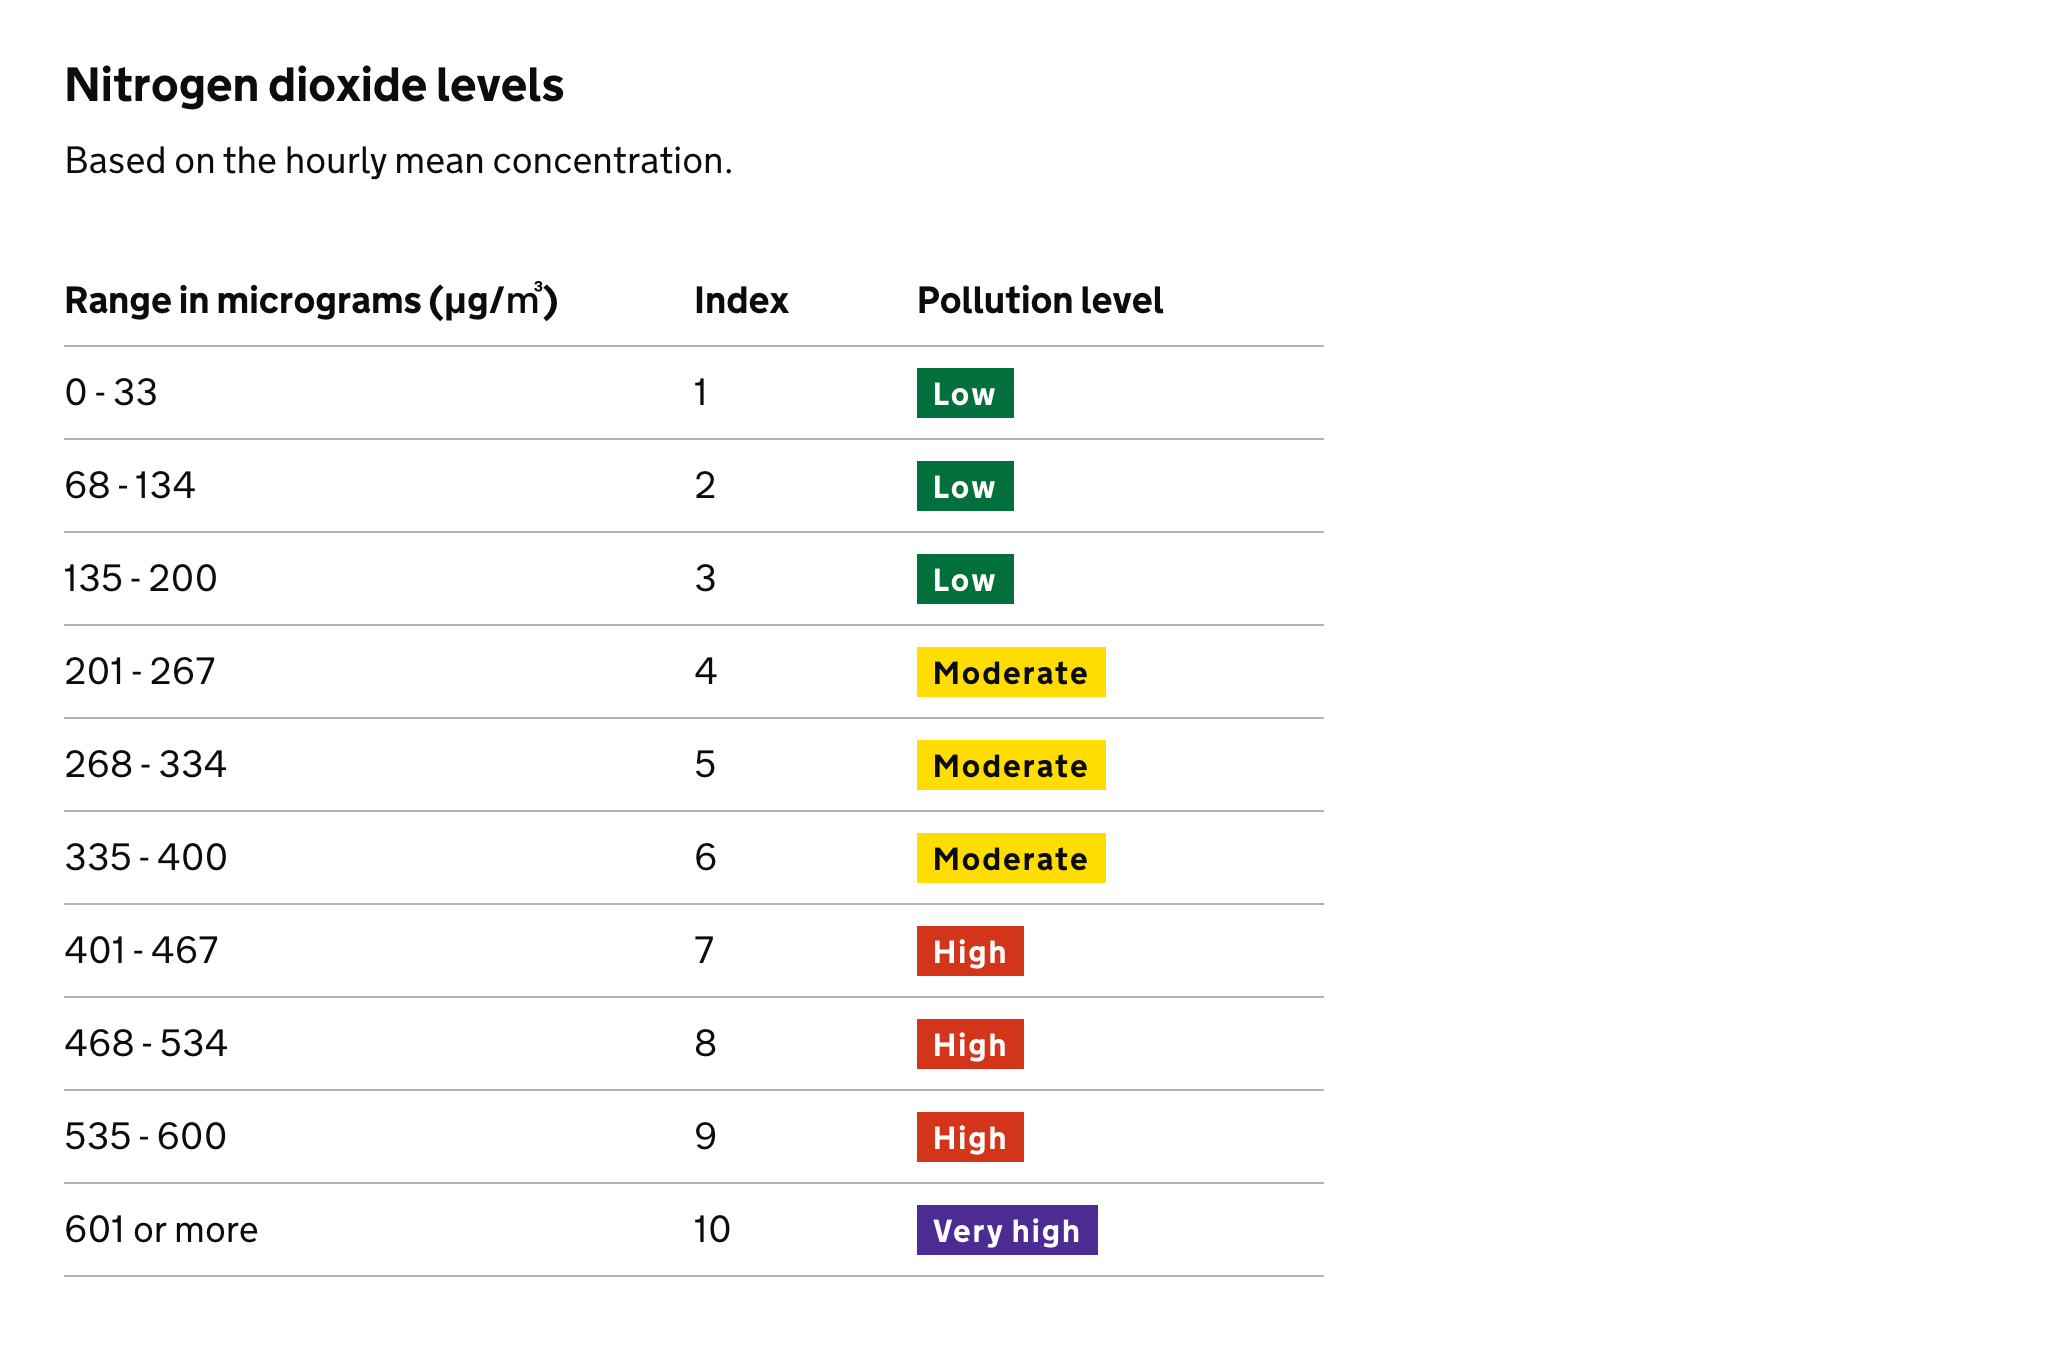 Nitrogen dioxide levels
Based on the hourly mean concentration.
Range in micrograms (µg/m³) Index Pollution level
0 - 33 1 Low
68 - 134 2 Low
135 - 200 3 Low
201 - 267 4 Moderate
268 - 334 5 Moderate
335 - 400 6 Moderate
401 - 467 7 High
468 - 534 8 High
535 - 600 9 High
601 or more 10 Very high